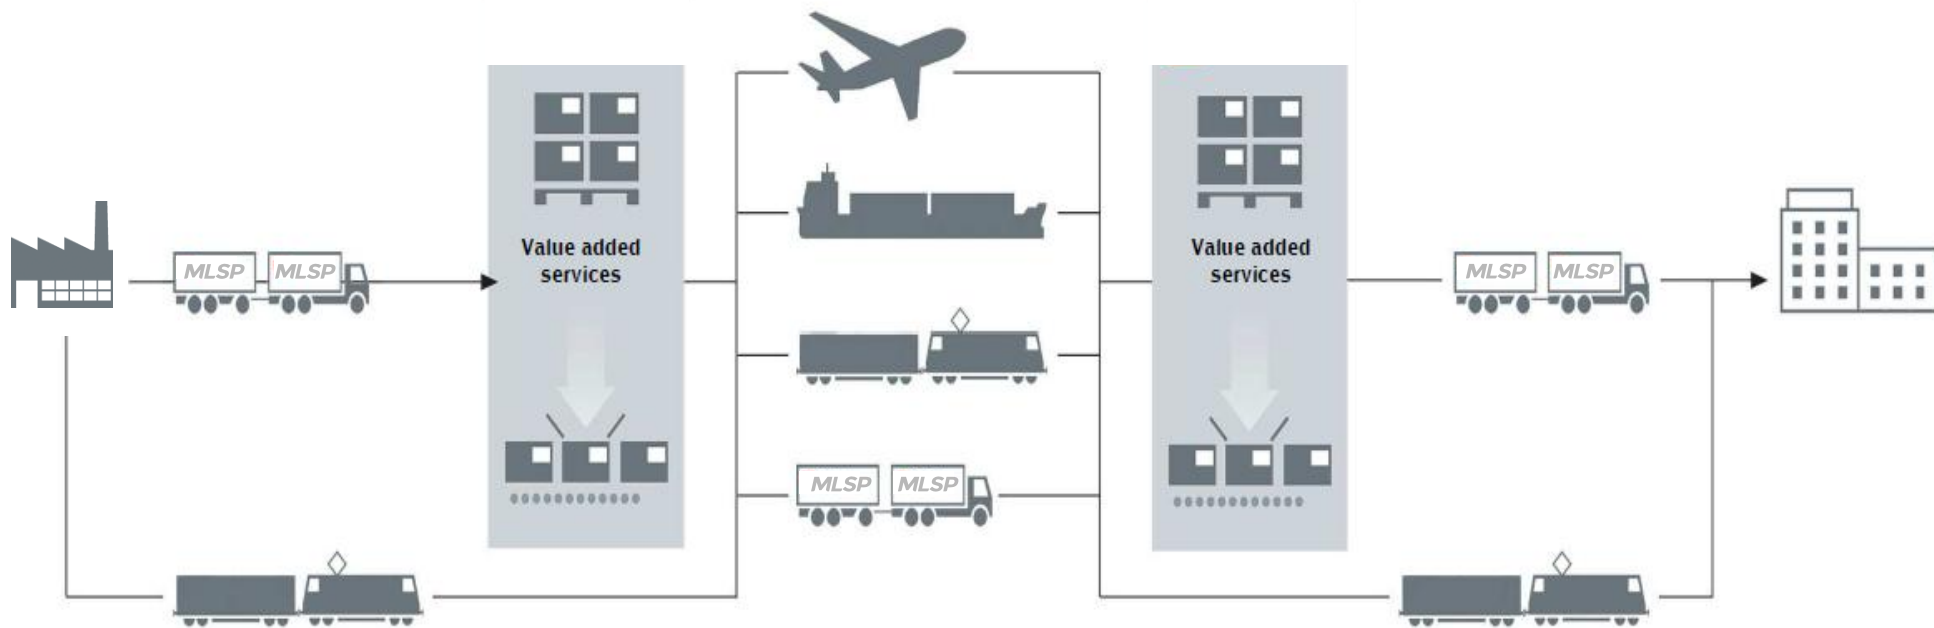 MLSP MLSP
Value added
services
MLSP MLSP
Value added
services
MLSP MLSP